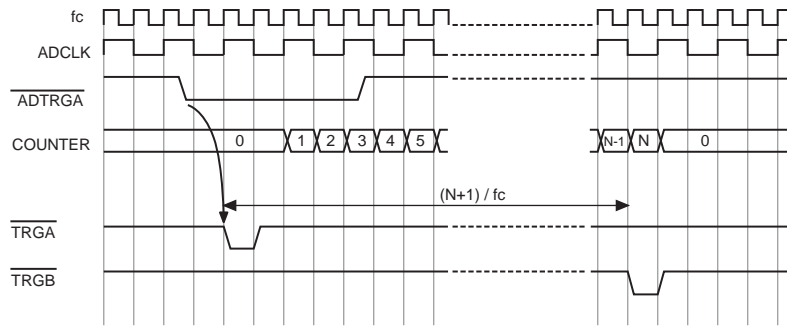 fc
ADCLK
ADTRGA
COUNTER
0 1 2 3 4 5 N-1 N 0
(N+1) / fc
TRGA
TRGB